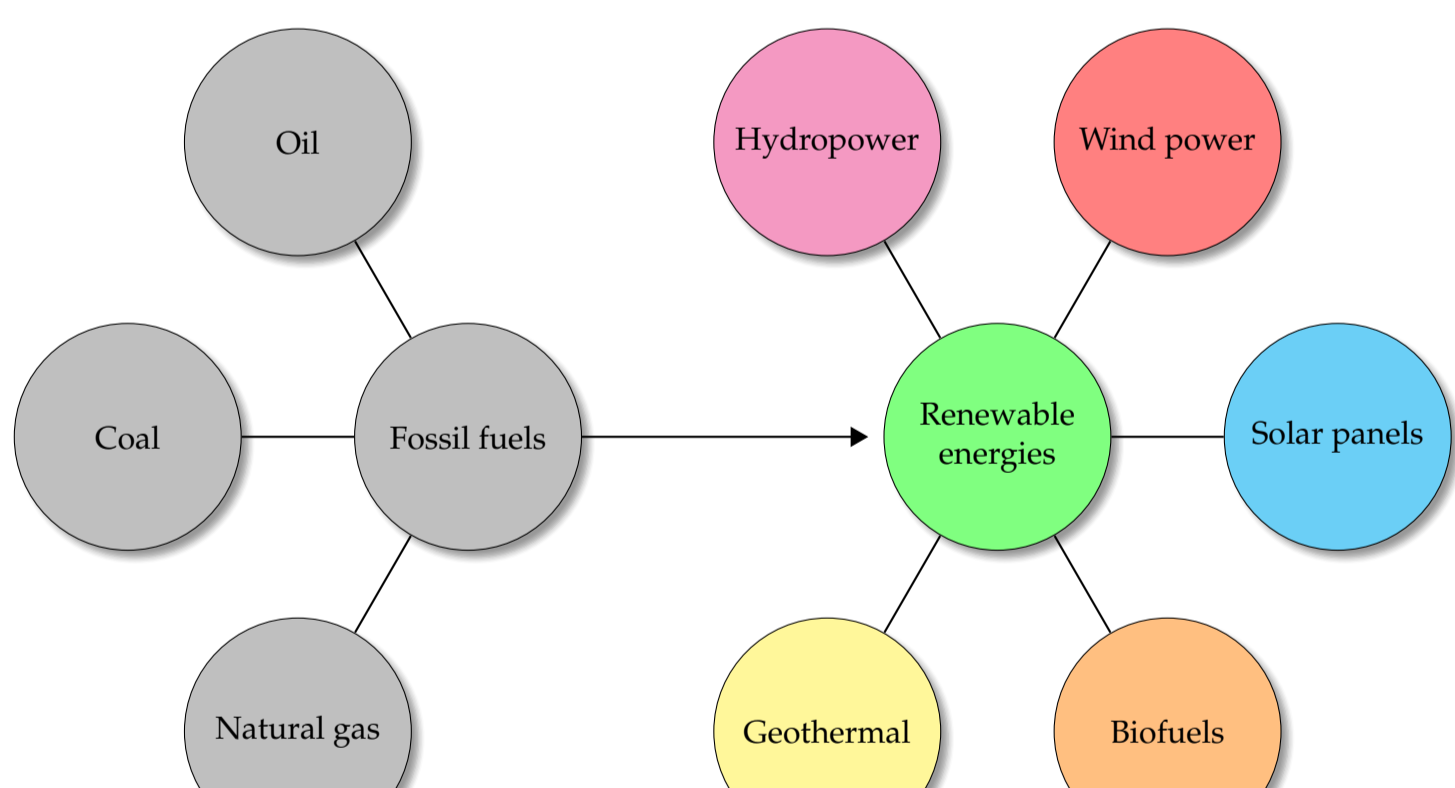 Oil
Hydropower
Wind power
Coal
Fossil fuels
Renewable
energies
Solar panels
Natural gas
Geothermal
Biofuels